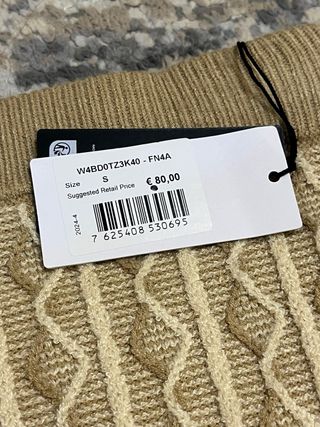 W4BD0TZ3K40 - FN4A
Size S
Suggested Retail Price € 80,00
2024-4
7 625408 530695